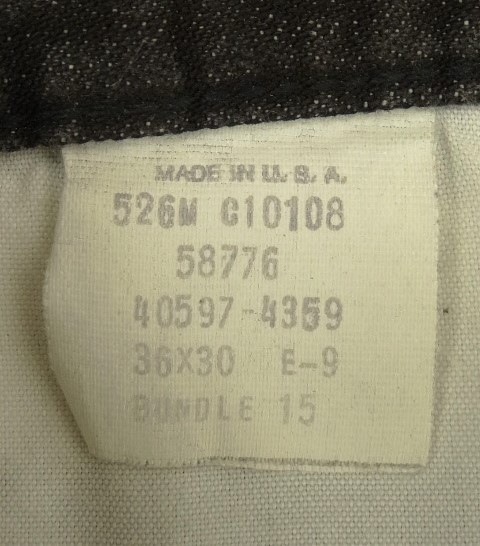 MADE IN U.S.A.
526M C10108
58776
40597-4359
36X30 E-9
BUNDLE 15